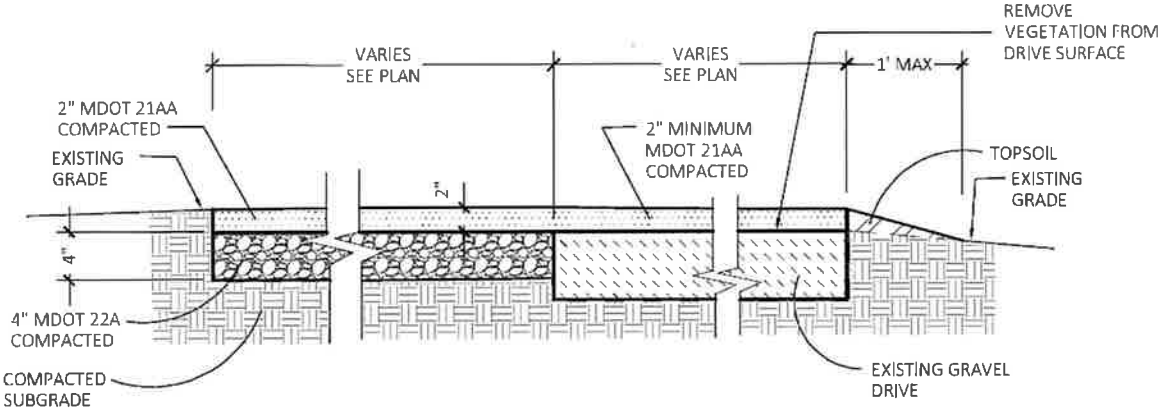 REMOVE
VEGETATION FROM
DRIVE SURFACE
VARIES
SEE PLAN
VARIES
SEE PLAN
1' MAX
2" MDOT 21AA
COMPACTED
EXISTING
GRADE
2"
2" MINIMUM
MDOT 21AA
COMPACTED
TOPSOIL
EXISTING
GRADE
4"
4" MDOT 22A
COMPACTED
COMPACTED
SUBGRADE
EXISTING GRAVEL
DRIVE